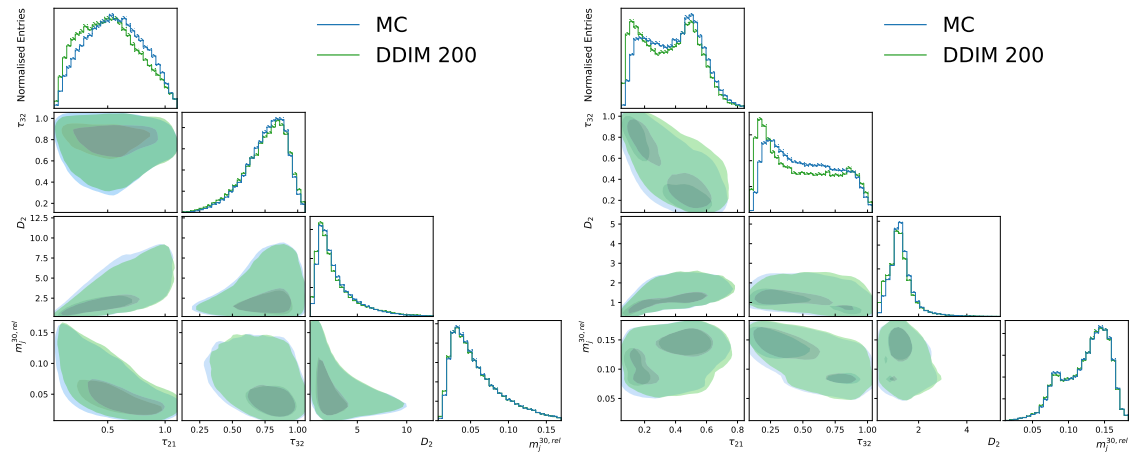 Normalised Entries
MC
DDIM 200
τ32
1.0
0.8
0.6
0.4
0.2
D2
12.5
10.0
7.5
5.0
2.5
m_j^{30,rel}
0.15
0.10
0.05
0.5 1.0
τ21
0.25 0.50 0.75 1.00
τ32
5 10
D2
0.05 0.10 0.15
m_j^{30,rel}
Normalised Entries
MC
DDIM 200
τ32
1.0
0.8
0.6
0.4
0.2
D2
5
4
3
2
1
m_j^{30,rel}
0.15
0.10
0.05
0.2 0.4 0.6 0.8
τ21
0.25 0.50 0.75 1.00
τ32
2 4
D2
0.05 0.10 0.15
m_j^{30,rel}